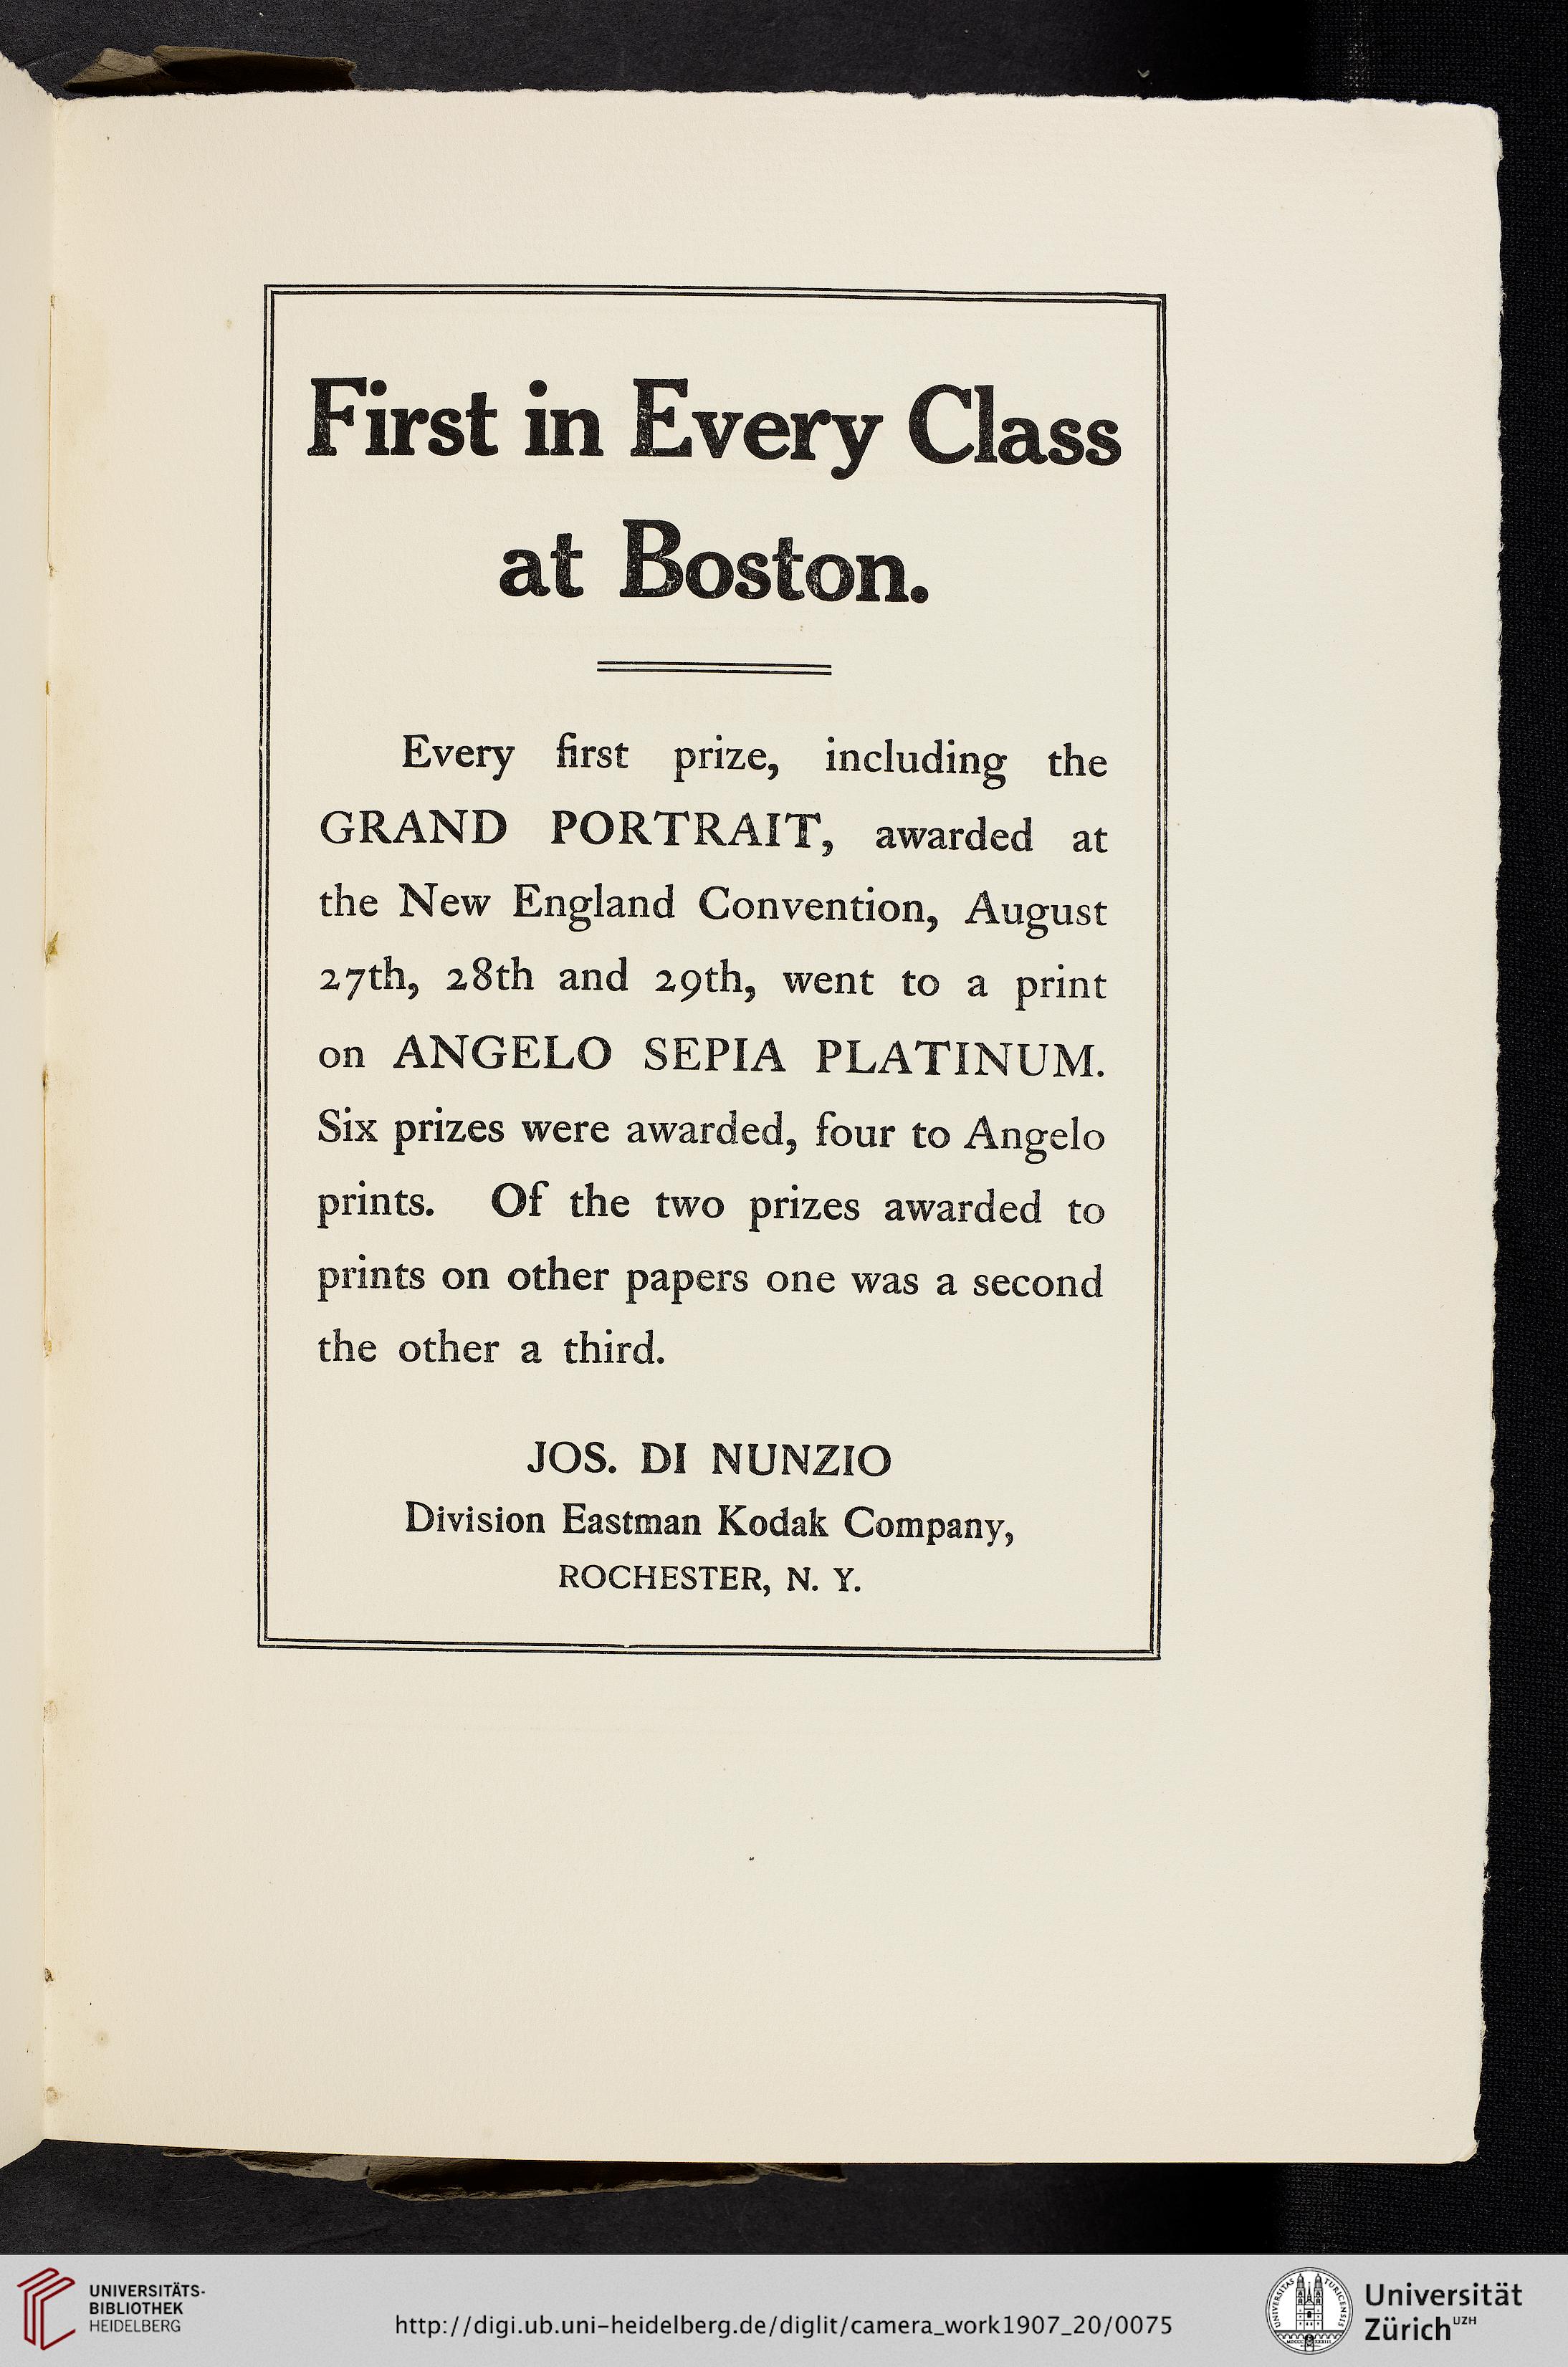 First in Every Class
at Boston.
Every first prize, including the
GRAND PORTRAIT, awarded at
the New England Convention, August
27th, 28th and 29th, went to a print
on ANGELO SEPIA PLATINUM.
Six prizes were awarded, four to Angelo
prints. Of the two prizes awarded to
prints on other papers one was a second
the other a third.
JOS. DI NUNZIO
Division Eastman Kodak Company,
ROCHESTER, N. Y.
UNIVERSITÄTS-
BIBLIOTHEK
HEIDELBERG
http://digi.ub.uni-heidelberg.de/diglit/camera_work1907_20/0075
Universität
Zürich UZH